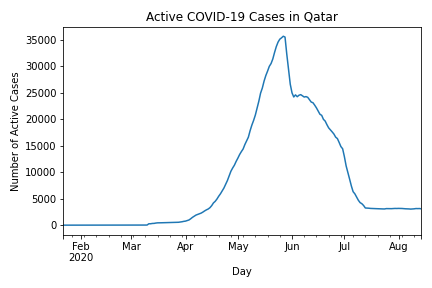 Active COVID-19 Cases in Qatar
Number of Active Cases
35000
30000
25000
20000
15000
10000
5000
0
Feb Mar Apr May Jun Jul Aug
2020
Day